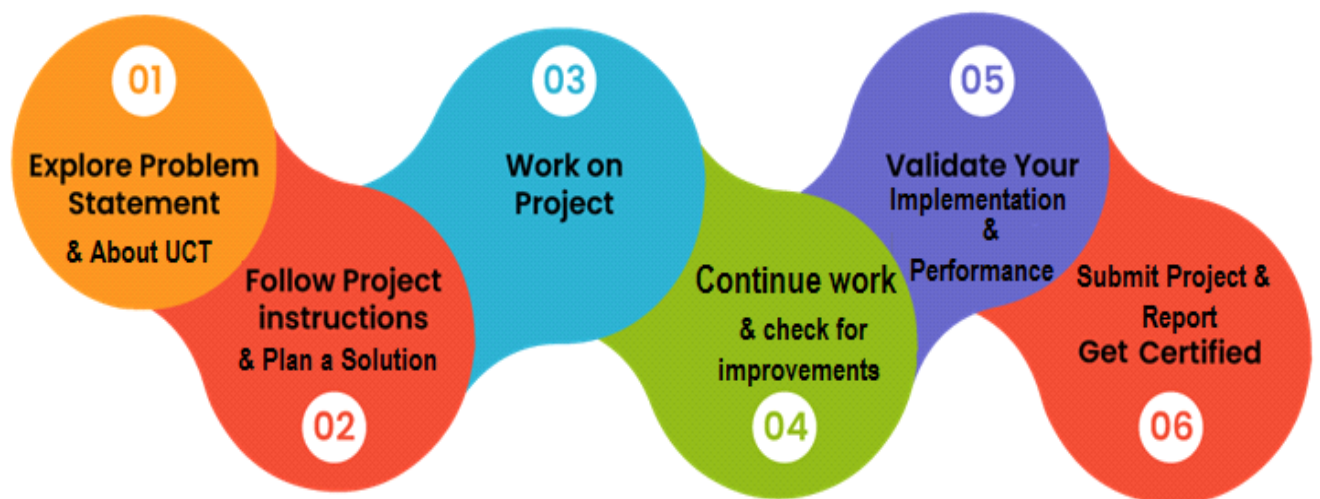 01
Explore Problem
Statement
& About UCT
Follow Project
instructions
& Plan a Solution
02
03
Work on
Project
Continue work
& check for
improvements
04
05
Validate Your
Implementation
&
Performance
Submit Project &
Report
Get Certified
06